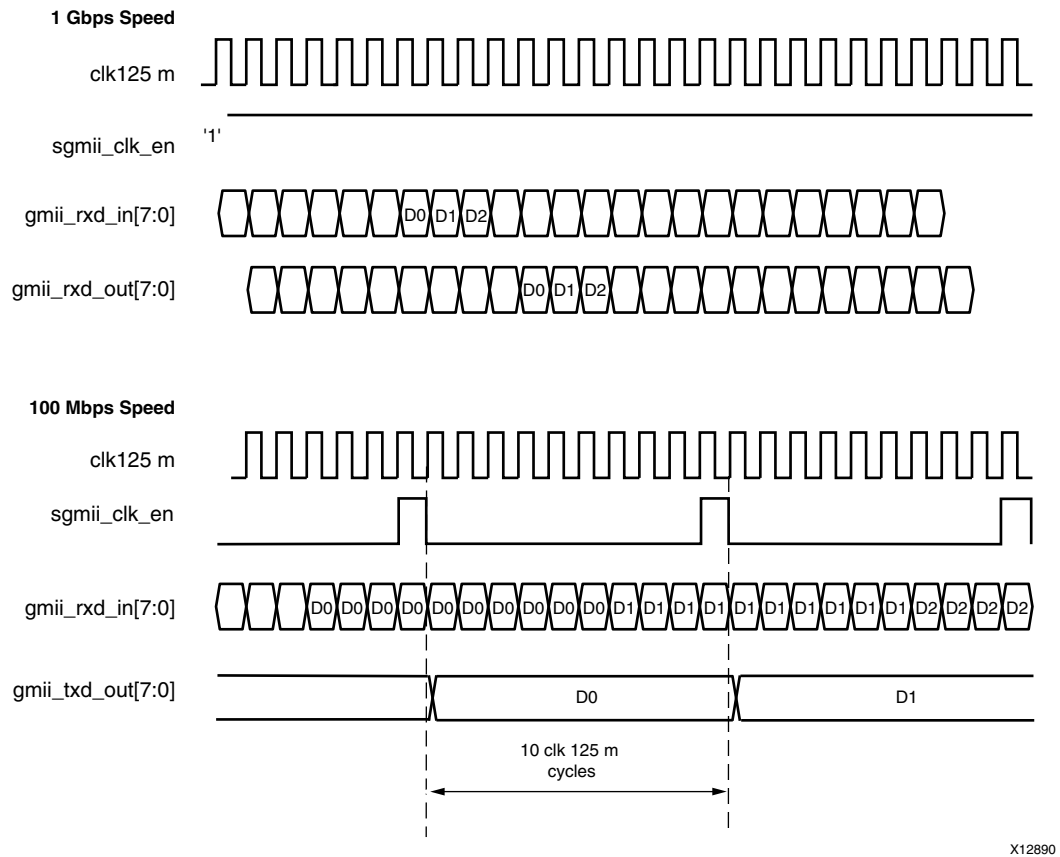 1 Gbps Speed
clk125 m
'1'
sgmii_clk_en
gmii_rxd_in[7:0] D0 D1 D2
gmii_rxd_out[7:0] D0 D1 D2
100 Mbps Speed
clk125 m
sgmii_clk_en
gmii_rxd_in[7:0] D0 D0 D0 D0 D0 D0 D0 D0 D0 D0 D1 D1 D1 D1 D1 D1 D1 D1 D1 D1 D2 D2 D2 D2
gmii_txd_out[7:0] D0 D1
10 clk 125 m
cycles
X12890